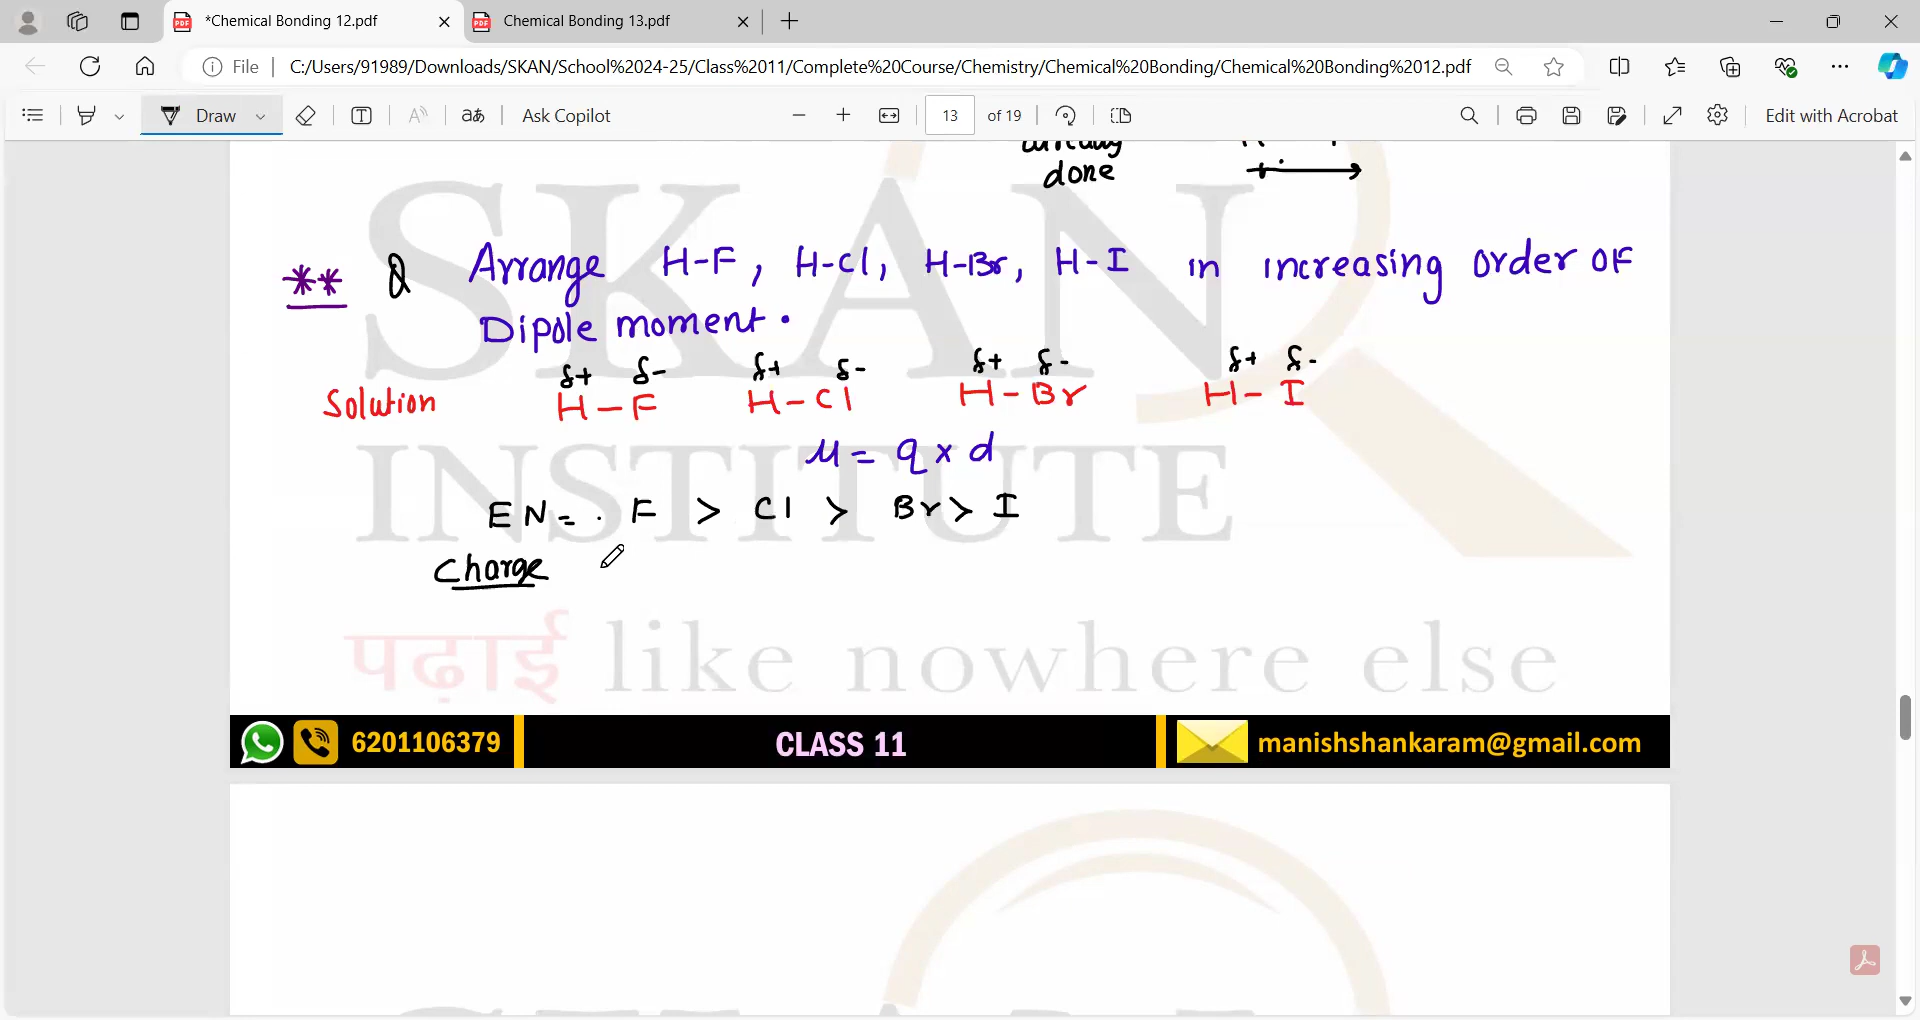 *Chemical Bonding 12.pdf
Chemical Bonding 13.pdf
File
C:/Users/91989/Downloads/SKAN/School%2024-25/Class%2011/Complete%20Course/Chemistry/Chemical%20Bonding/Chemical%20Bonding%2012.pdf
Draw
Ask Copilot
13 of 19
Edit with Acrobat
already
done
** Q Arrange H-F, H-Cl, H-Br, H-I in increasing order of
Dipole moment.
δ+ δ- δ+ δ- δ+ δ- δ+ δ-
Solution H-F H-Cl H-Br H-I
μ = q × d
EN = . F > Cl > Br > I
Charge
SKAN
INSTITUTE
पढ़ाई like nowhere else
6201106379
CLASS 11
manishshankaram@gmail.com